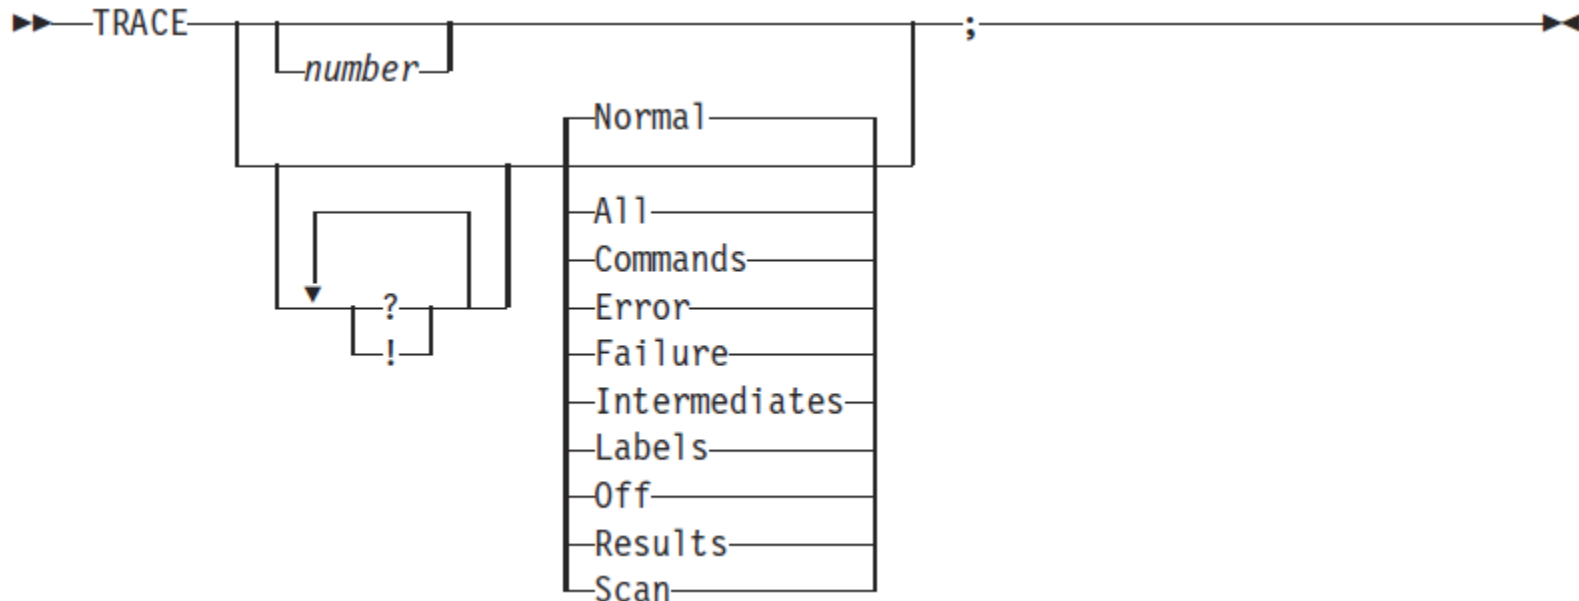 TRACE ;
number
Normal
All
Commands
?
Error
!
Failure
Intermediates
Labels
Off
Results
Scan